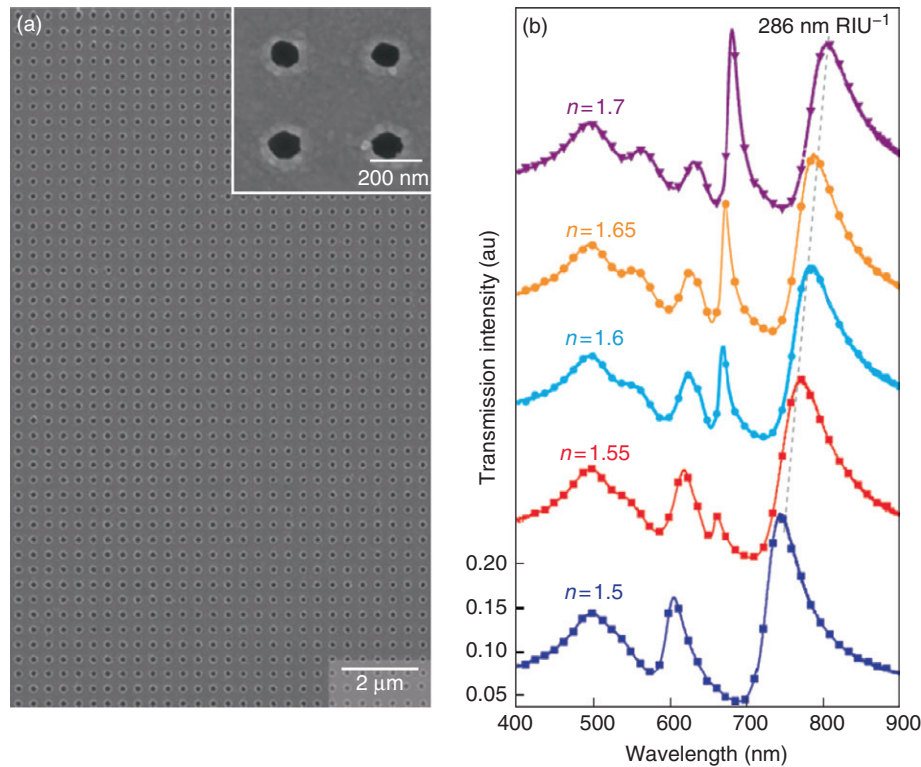 (a)
200 nm
2 μm
(b)
286 nm RIU⁻¹
n=1.7
n=1.65
n=1.6
n=1.55
n=1.5
Transmission intensity (au)
0.20
0.15
0.10
0.05
400 500 600 700 800 900
Wavelength (nm)